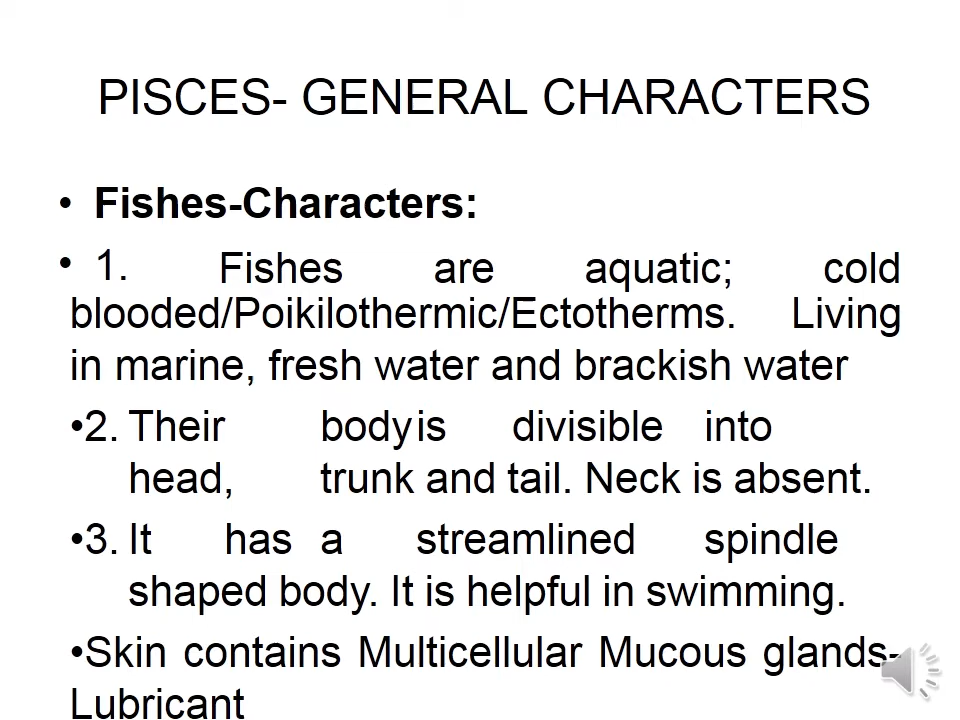 PISCES- GENERAL CHARACTERS
• Fishes-Characters:
• 1. Fishes are aquatic; cold
blooded/Poikilothermic/Ectotherms. Living
in marine, fresh water and brackish water
•2. Their body is divisible into
head, trunk and tail. Neck is absent.
•3. It has a streamlined spindle
shaped body. It is helpful in swimming.
•Skin contains Multicellular Mucous glands-
Lubricant